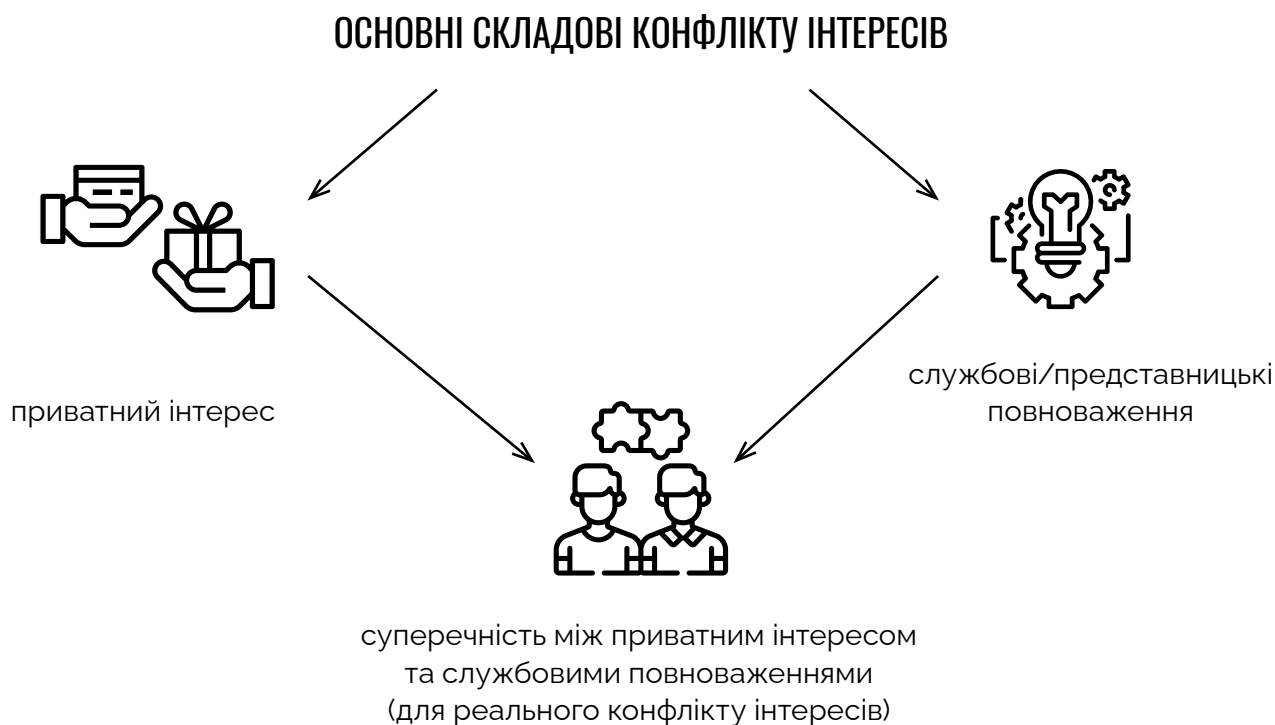 ОСНОВНІ СКЛАДОВІ КОНФЛІКТУ ІНТЕРЕСІВ
приватний інтерес
службові/представницькі
повноваження
суперечність між приватним інтересом
та службовими повноваженнями
(для реального конфлікту інтересів)